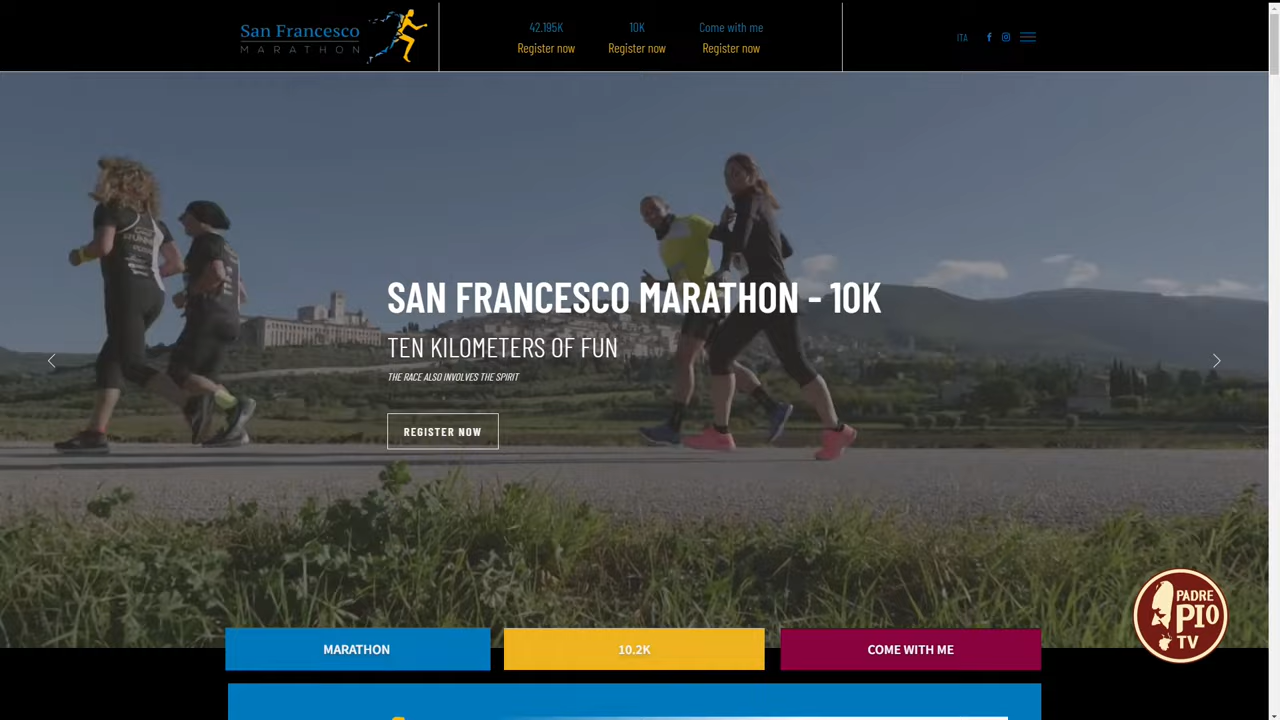 San Francesco
MARATHON
42.195K
10K
Come with me
Register now
Register now
Register now
ITA
SAN FRANCESCO MARATHON - 10K
TEN KILOMETERS OF FUN
THE RACE ALSO INVOLVES THE SPIRIT
REGISTER NOW
PADRE
PIO
TV
MARATHON
10.2K
COME WITH ME